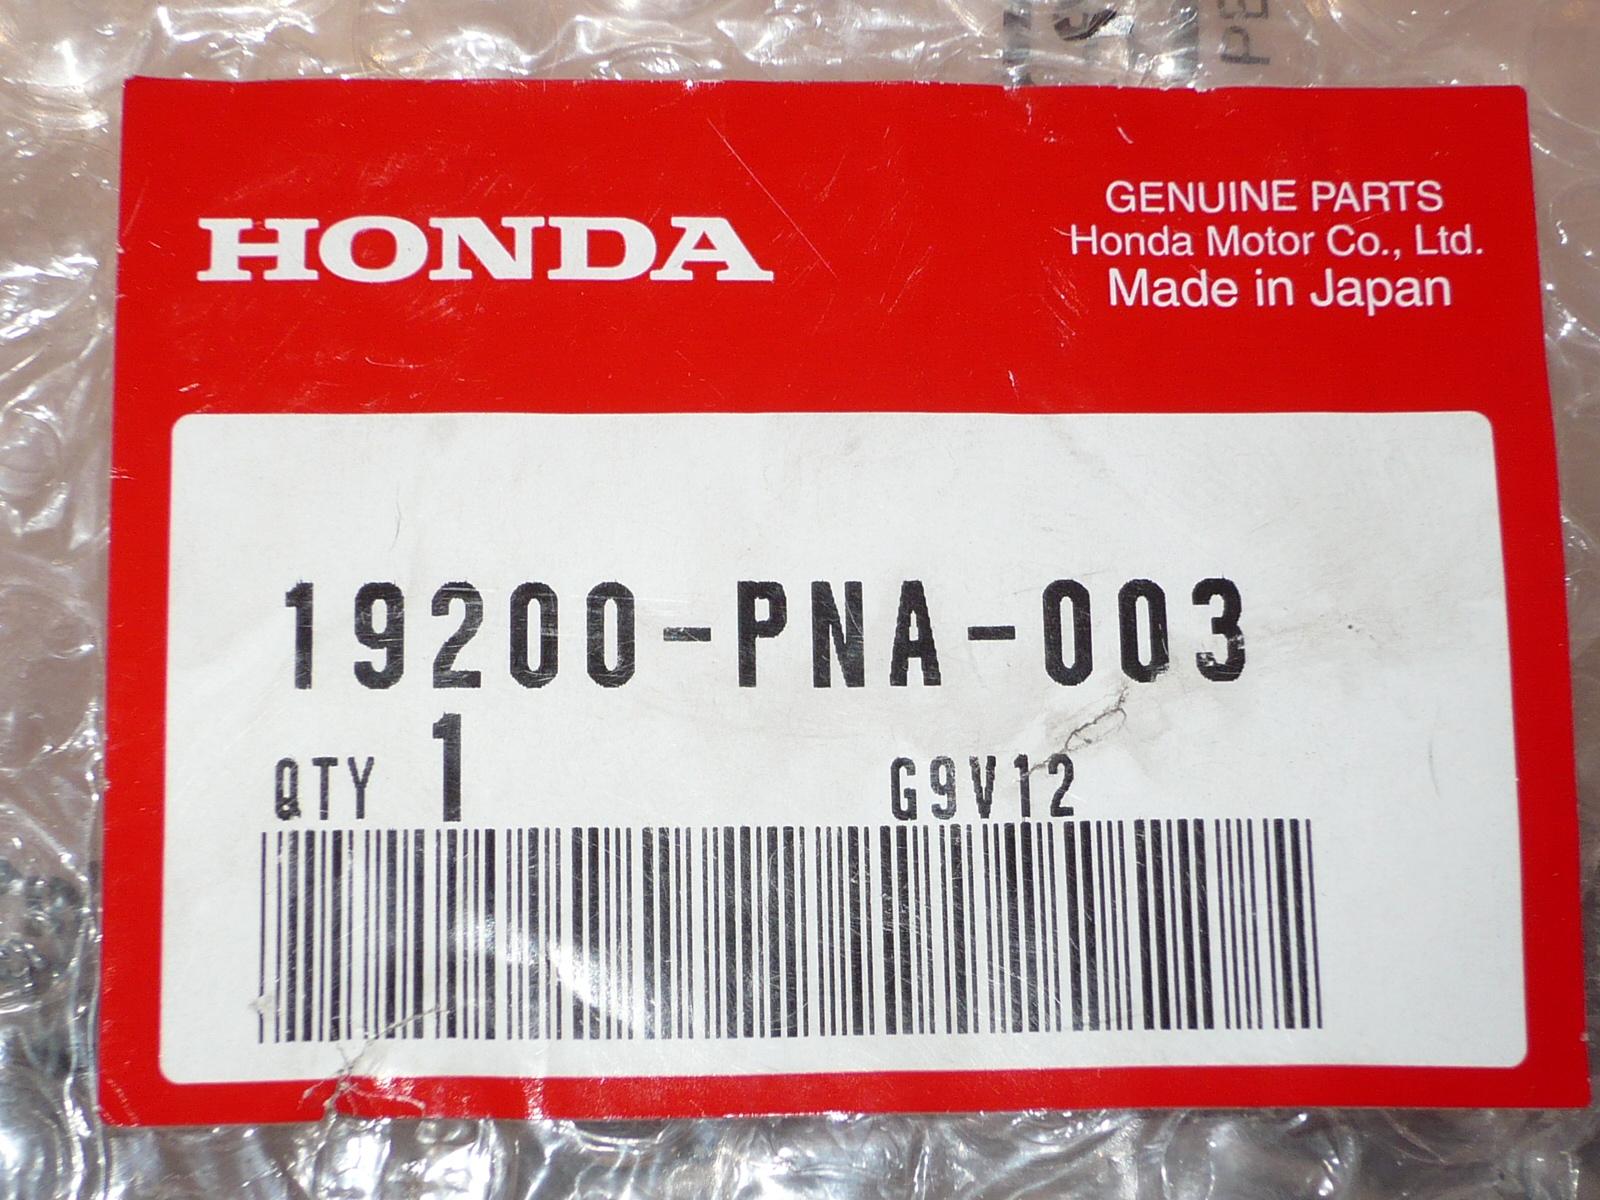 HONDA
GENUINE PARTS
Honda Motor Co., Ltd.
Made in Japan
19200-PNA-003
QTY 1
G9V12